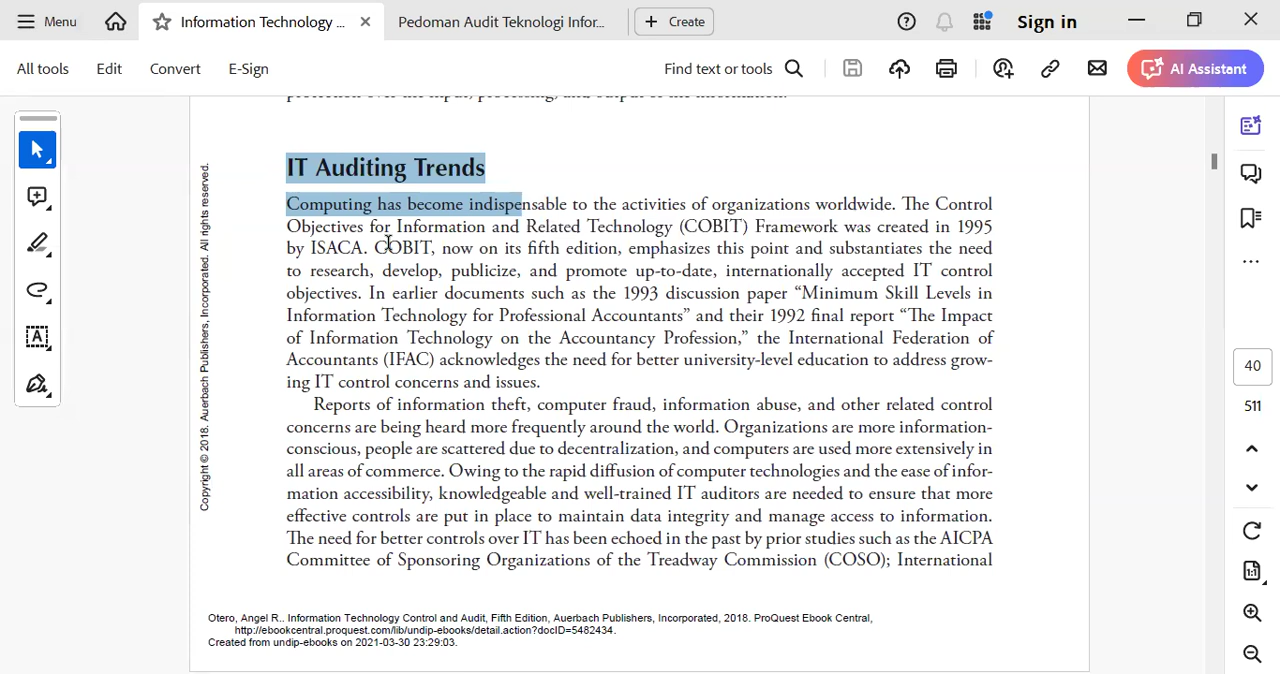 Menu
Information Technology ...
Pedoman Audit Teknologi Infor...
Create
Sign in
All tools
Edit
Convert
E-Sign
Find text or tools
AI Assistant
IT Auditing Trends
Computing has become indispensable to the activities of organizations worldwide. The Control
Objectives for Information and Related Technology (COBIT) Framework was created in 1995
by ISACA. COBIT, now on its fifth edition, emphasizes this point and substantiates the need
to research, develop, publicize, and promote up-to-date, internationally accepted IT control
objectives. In earlier documents such as the 1993 discussion paper “Minimum Skill Levels in
Information Technology for Professional Accountants” and their 1992 final report “The Impact
of Information Technology on the Accountancy Profession,” the International Federation of
Accountants (IFAC) acknowledges the need for better university-level education to address grow-
ing IT control concerns and issues.
Reports of information theft, computer fraud, information abuse, and other related control
concerns are being heard more frequently around the world. Organizations are more information-
conscious, people are scattered due to decentralization, and computers are used more extensively in
all areas of commerce. Owing to the rapid diffusion of computer technologies and the ease of infor-
mation accessibility, knowledgeable and well-trained IT auditors are needed to ensure that more
effective controls are put in place to maintain data integrity and manage access to information.
The need for better controls over IT has been echoed in the past by prior studies such as the AICPA
Committee of Sponsoring Organizations of the Treadway Commission (COSO); International
Copyright © 2018. Auerbach Publishers, Incorporated. All rights reserved.
Otero, Angel R.. Information Technology Control and Audit, Fifth Edition, Auerbach Publishers, Incorporated, 2018. ProQuest Ebook Central,
http://ebookcentral.proquest.com/lib/undip-ebooks/detail.action?docID=5482434.
Created from undip-ebooks on 2021-03-30 23:29:03.
40
511
1:1